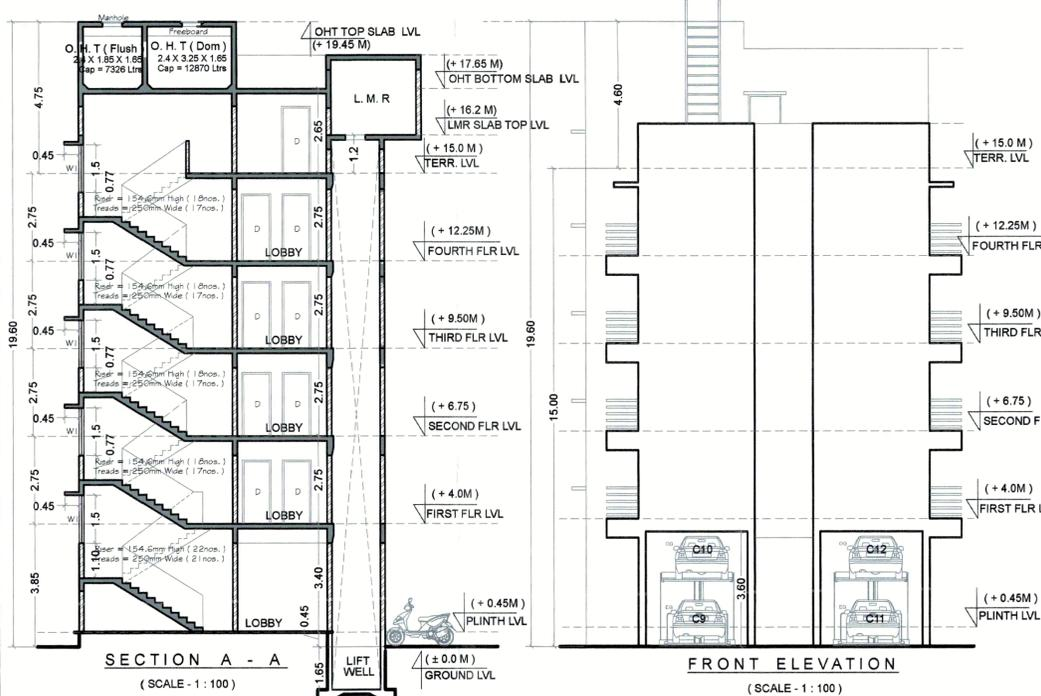 Manhole
Freeboard
O. H. T ( Flush
2.4 X 1.85 X 1.65
Cap = 7326 Ltrs
O. H. T ( Dom )
2.4 X 3.25 X 1.65
Cap = 12870 Ltrs
OHT TOP SLAB LVL
(+ 19.45 M)
(+ 17.65 M)
OHT BOTTOM SLAB LVL
L. M. R
(+ 16.2 M)
LMR SLAB TOP LVL
(+ 15.0 M)
TERR. LVL
4.75
2.65
1.2
0.45
W1
1.5
0.77
Riser = 154.6mm High ( 18nos. )
Treads = 250mm Wide ( 17nos. )
2.75
2.75
0.45
W1
LOBBY
(+ 12.25M)
FOURTH FLR LVL
1.5
0.77
Riser = 154.6mm High ( 18nos. )
Treads = 250mm Wide ( 17nos. )
D
D
2.75
2.75
0.45
W1
LOBBY
(+ 9.50M)
THIRD FLR LVL
1.5
0.77
Riser = 154.6mm High ( 18nos. )
Treads = 250mm Wide ( 17nos. )
D
D
2.75
2.75
0.45
W1
LOBBY
(+ 6.75)
SECOND FLR LVL
1.5
0.77
Riser = 154.6mm High ( 18nos. )
Treads = 250mm Wide ( 17nos. )
D
D
2.75
2.75
0.45
W1
LOBBY
(+ 4.0M )
FIRST FLR LVL
1.5
1.10
Riser = 154.6mm High ( 22nos. )
Treads = 250mm Wide ( 21nos. )
3.85
3.40
0.45
LOBBY
(+ 0.45M)
PLINTH LVL
19.60
1.65
LIFT
WELL
(± 0.0 M )
GROUND LVL
SECTION A - A
( SCALE - 1 : 100 )
4.60
19.60
15.00
(+ 15.0 M )
TERR. LVL
(+ 12.25M)
FOURTH FLR
(+ 9.50M )
THIRD FLR
(+ 6.75 )
SECOND F
(+ 4.0M )
FIRST FLR L
C10
C12
3.60
C9
C11
(+ 0.45M )
PLINTH LVL
FRONT ELEVATION
( SCALE - 1 : 100 )